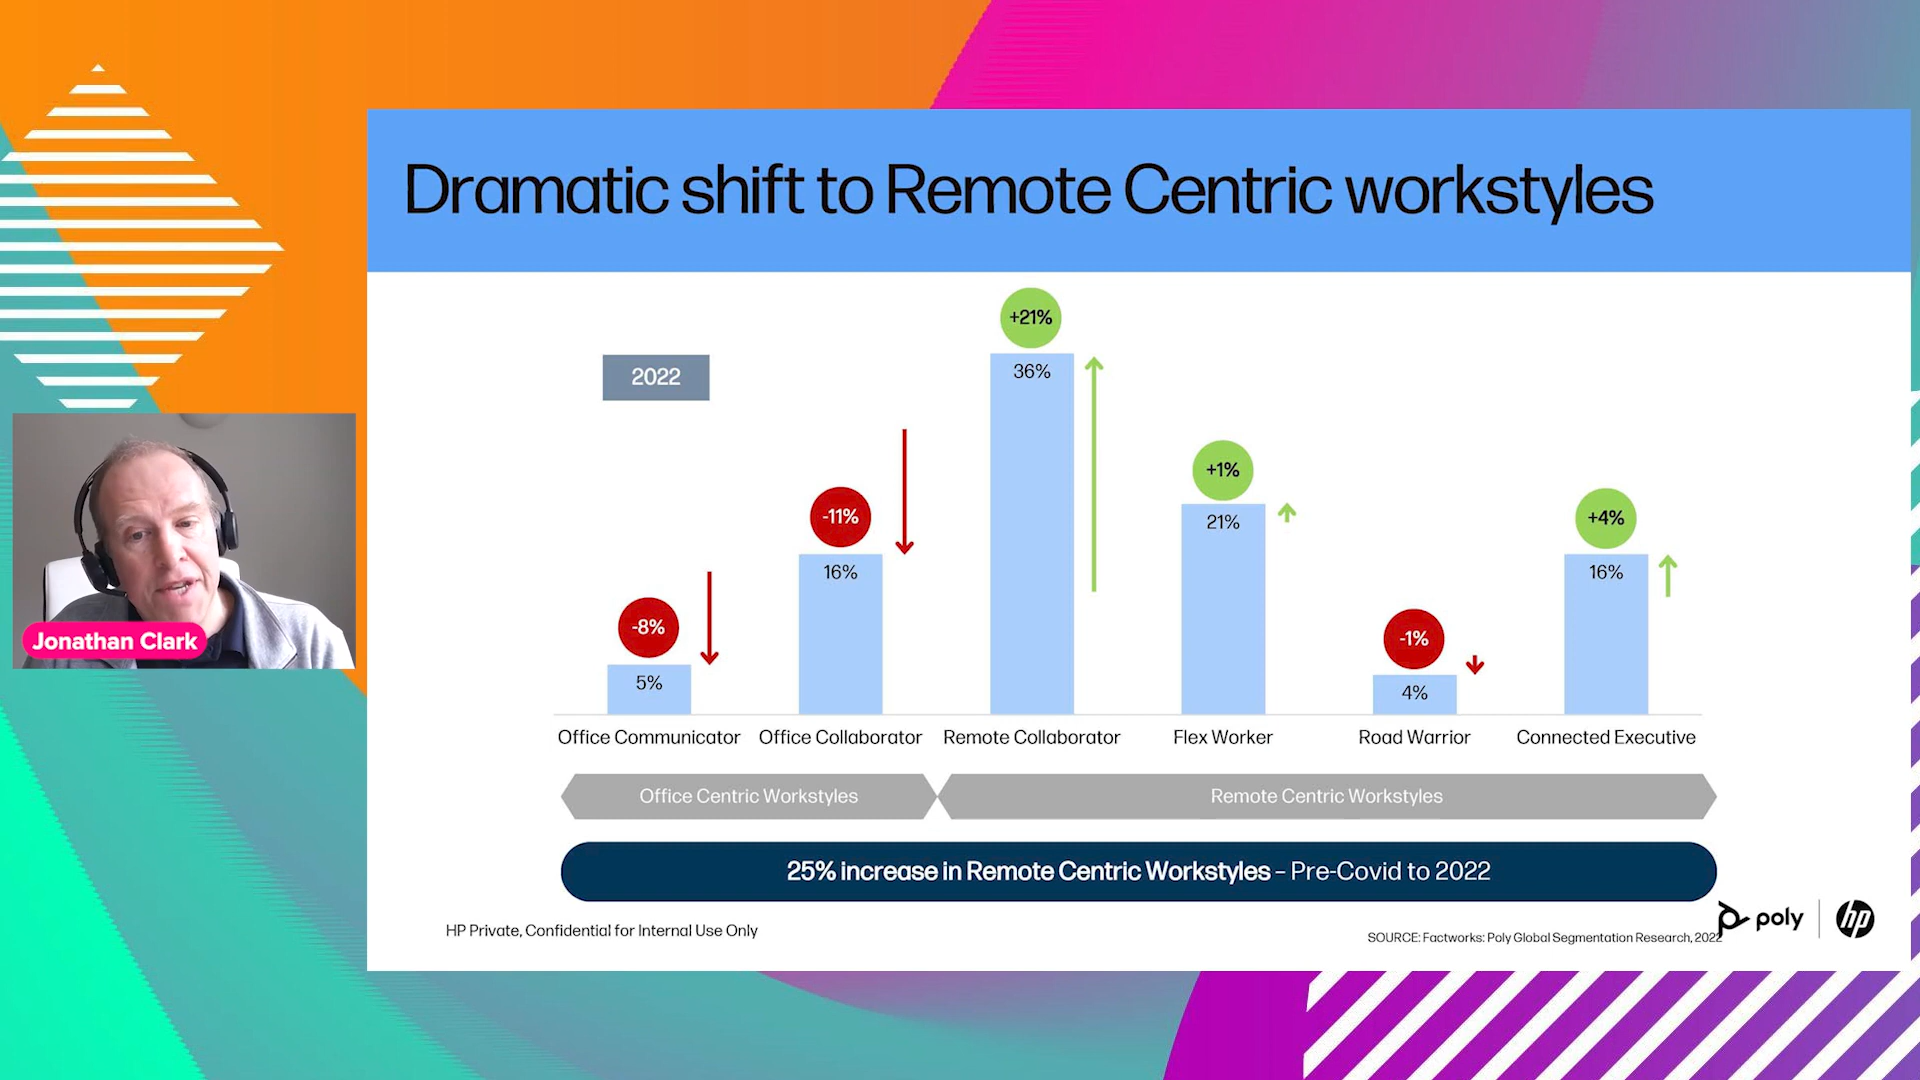 Dramatic shift to Remote Centric workstyles
2022
-8%
5%
-11%
16%
+21%
36%
+1%
21%
-1%
4%
+4%
16%
Office Communicator
Office Collaborator
Remote Collaborator
Flex Worker
Road Warrior
Connected Executive
Office Centric Workstyles
Remote Centric Workstyles
25% increase in Remote Centric Workstyles – Pre-Covid to 2022
HP Private, Confidential for Internal Use Only
SOURCE: Factworks: Poly Global Segmentation Research, 2022
poly
hp
Jonathan Clark